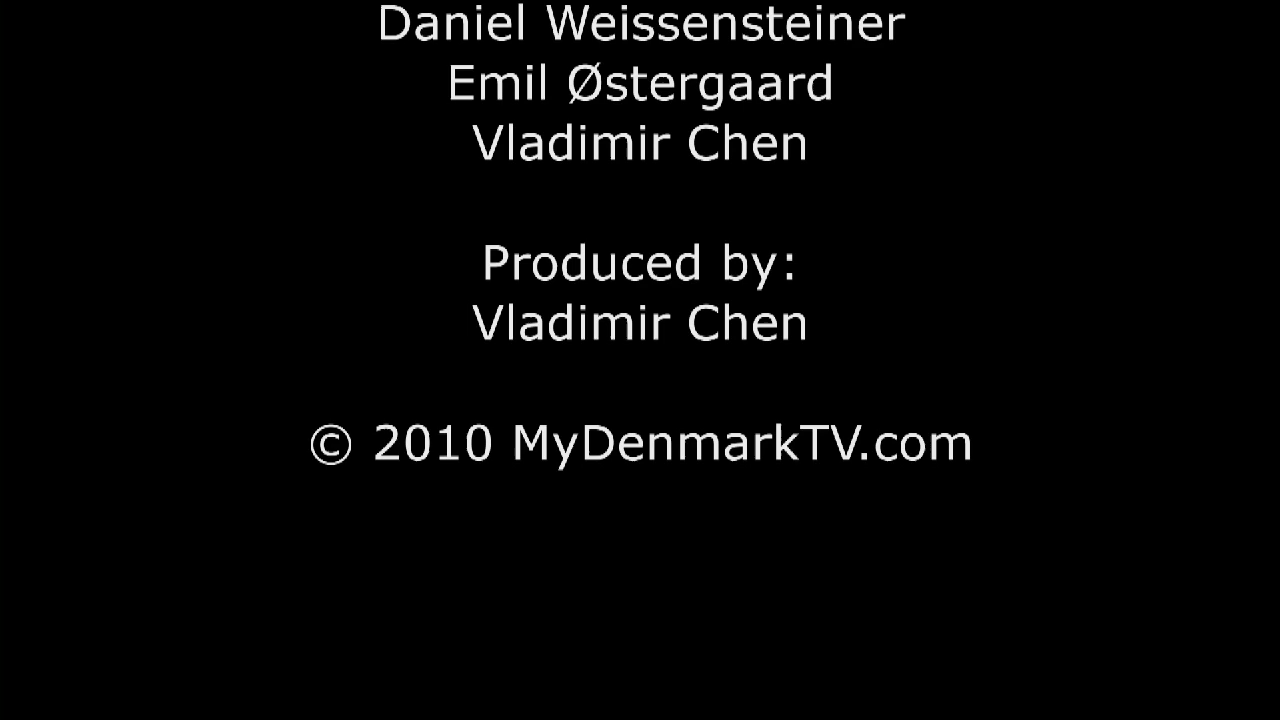 Daniel Weissensteiner
Emil Østergaard
Vladimir Chen
Produced by:
Vladimir Chen
© 2010 MyDenmarkTV.com